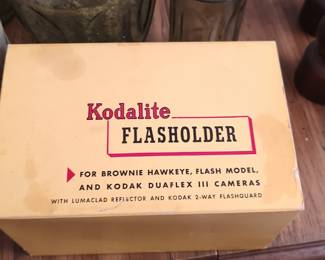 Kodalite
FLASHOLDER
FOR BROWNIE HAWKEYE, FLASH MODEL,
AND KODAK DUAFLEX III CAMERAS
WITH LUMACLAD REFLECTOR AND KODAK 2-WAY FLASHGUARD